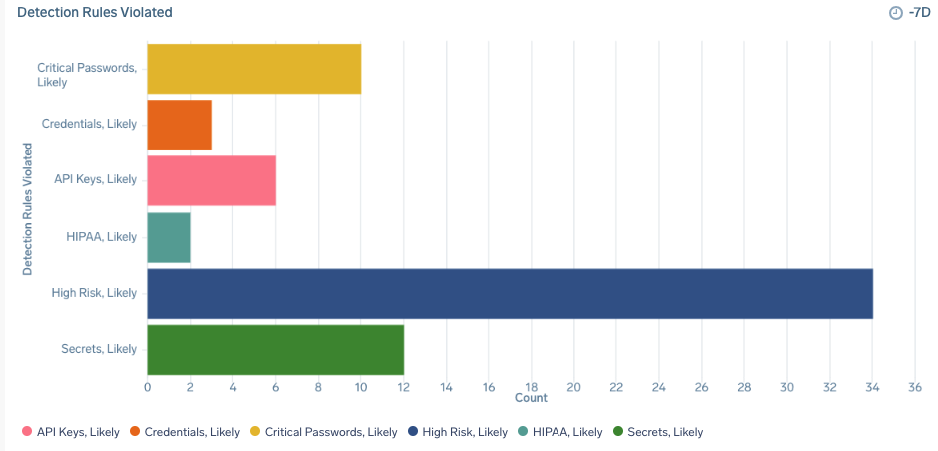 Detection Rules Violated
-7D
Detection Rules Violated
Critical Passwords,
Likely
Credentials, Likely
API Keys, Likely
HIPAA, Likely
High Risk, Likely
Secrets, Likely
0 2 4 6 8 10 12 14 16 18 20 22 24 26 28 30 32 34 36
Count
API Keys, Likely Credentials, Likely Critical Passwords, Likely High Risk, Likely HIPAA, Likely Secrets, Likely